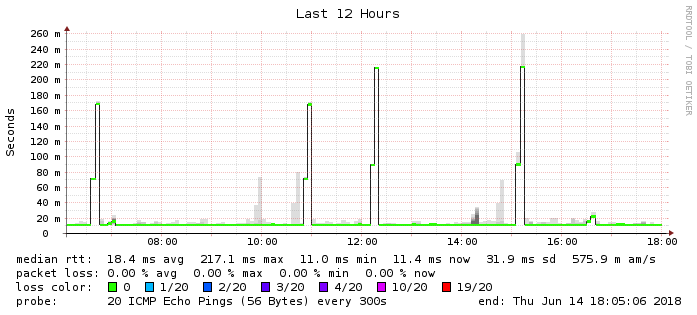 Last 12 Hours
RRDTOOL / TOBI OETIKER
Seconds
260 m
240 m
220 m
200 m
180 m
160 m
140 m
120 m
100 m
80 m
60 m
40 m
20 m
0
08:00 10:00 12:00 14:00 16:00 18:00
median rtt: 18.4 ms avg 217.1 ms max 11.0 ms min 11.4 ms now 31.9 ms sd 575.9 m am/s
packet loss: 0.00 % avg 0.00 % max 0.00 % min 0.00 % now
loss color: 0 1/20 2/20 3/20 4/20 10/20 19/20
probe: 20 ICMP Echo Pings (56 Bytes) every 300s end: Thu Jun 14 18:05:06 2018